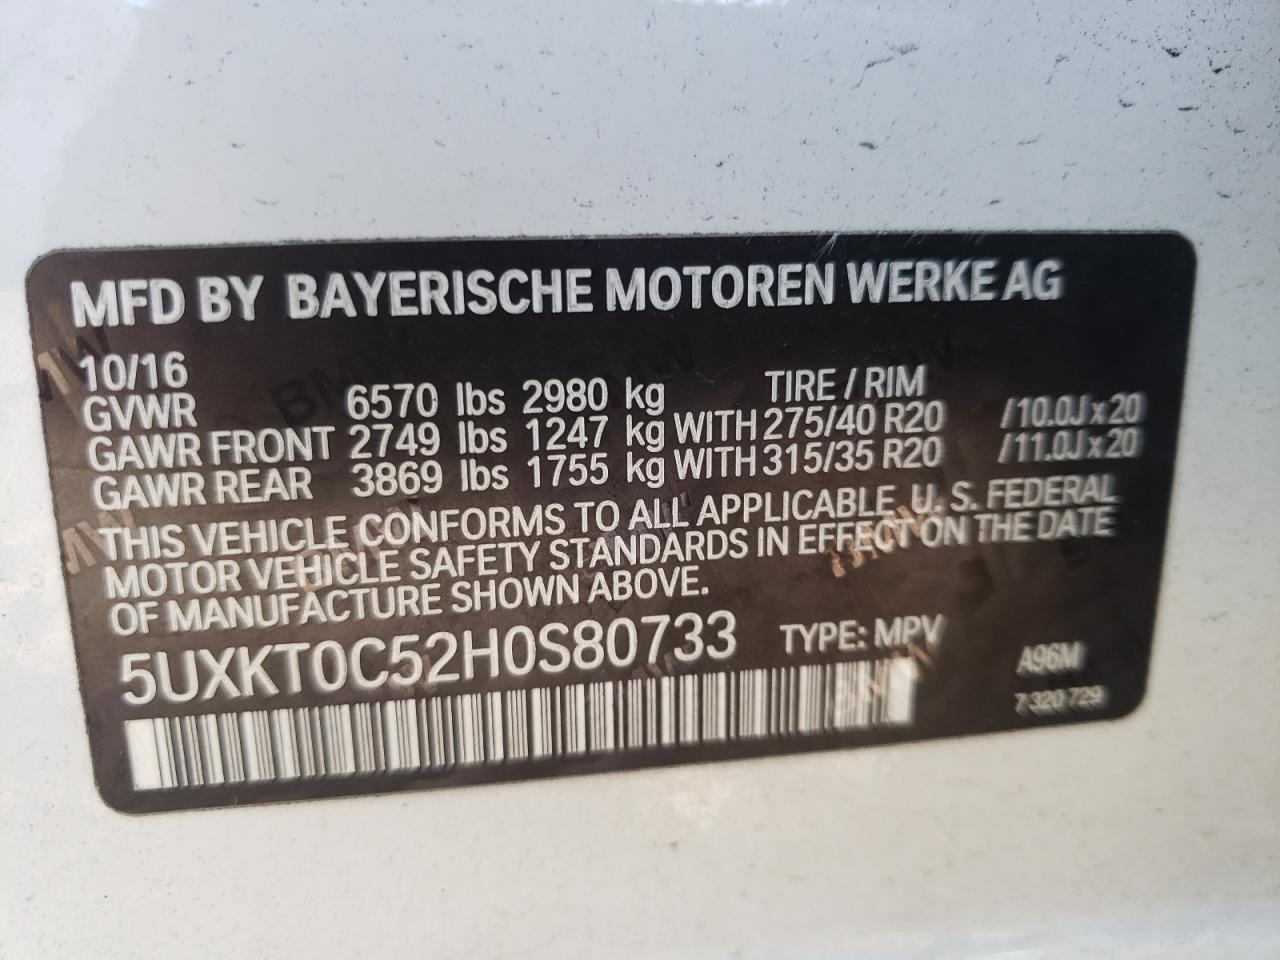 MFD BY BAYERISCHE MOTOREN WERKE AG
10/16 TIRE / RIM
GVWR 6570 lbs 2980 kg
GAWR FRONT 2749 lbs 1247 kg WITH 275/40 R20 /10.0J x 20
GAWR REAR 3869 lbs 1755 kg WITH 315/35 R20 /11.0J x 20
THIS VEHICLE CONFORMS TO ALL APPLICABLE U. S. FEDERAL
MOTOR VEHICLE SAFETY STANDARDS IN EFFECT ON THE DATE
OF MANUFACTURE SHOWN ABOVE.
5UXKT0C52H0S80733 TYPE: MPV
A96M
7 320 729